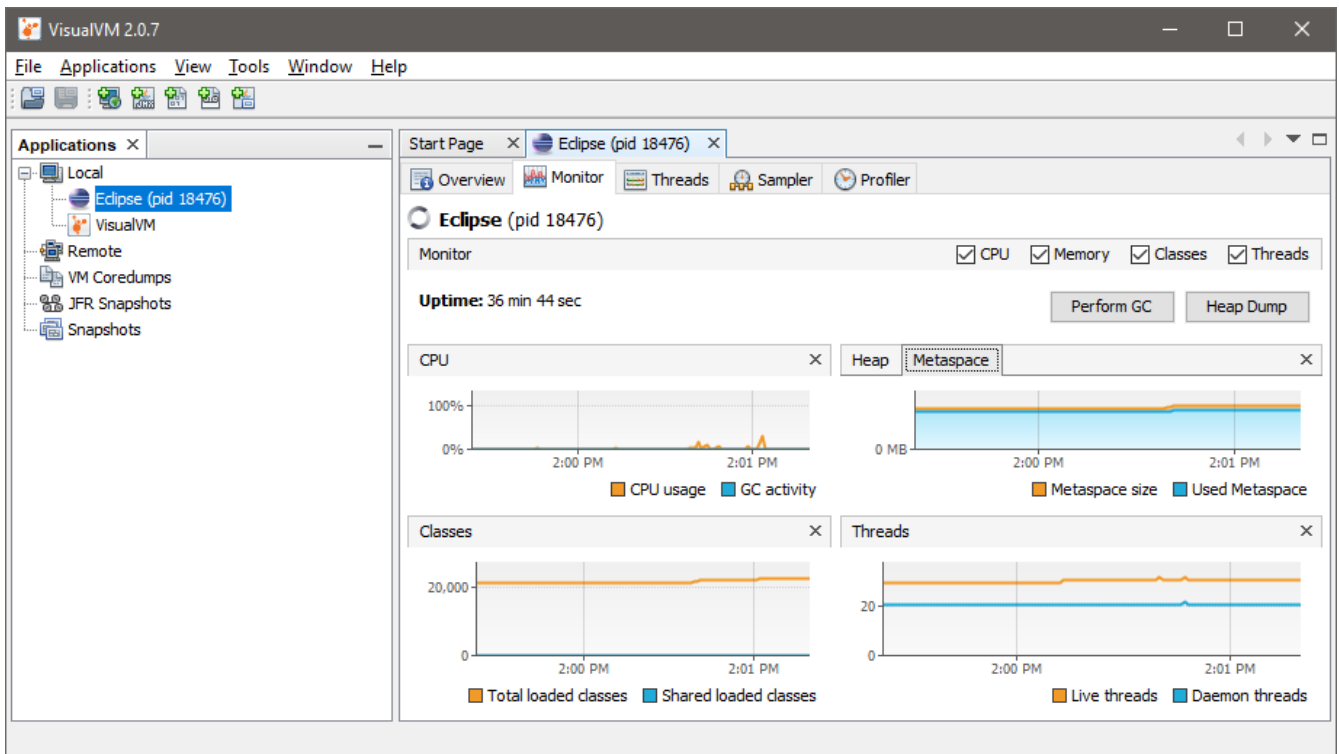 VisualVM 2.0.7
File Applications View Tools Window Help
Applications
Local
Eclipse (pid 18476)
VisualVM
Remote
VM Coredumps
JFR Snapshots
Snapshots
Start Page Eclipse (pid 18476)
Overview Monitor Threads Sampler Profiler
Eclipse (pid 18476)
Monitor CPU Memory Classes Threads
Uptime: 36 min 44 sec Perform GC Heap Dump
CPU
100%
0%
2:00 PM 2:01 PM
CPU usage GC activity
Heap Metaspace
0 MB
2:00 PM 2:01 PM
Metaspace size Used Metaspace
Classes
20,000
0
2:00 PM 2:01 PM
Total loaded classes Shared loaded classes
Threads
20
0
2:00 PM 2:01 PM
Live threads Daemon threads